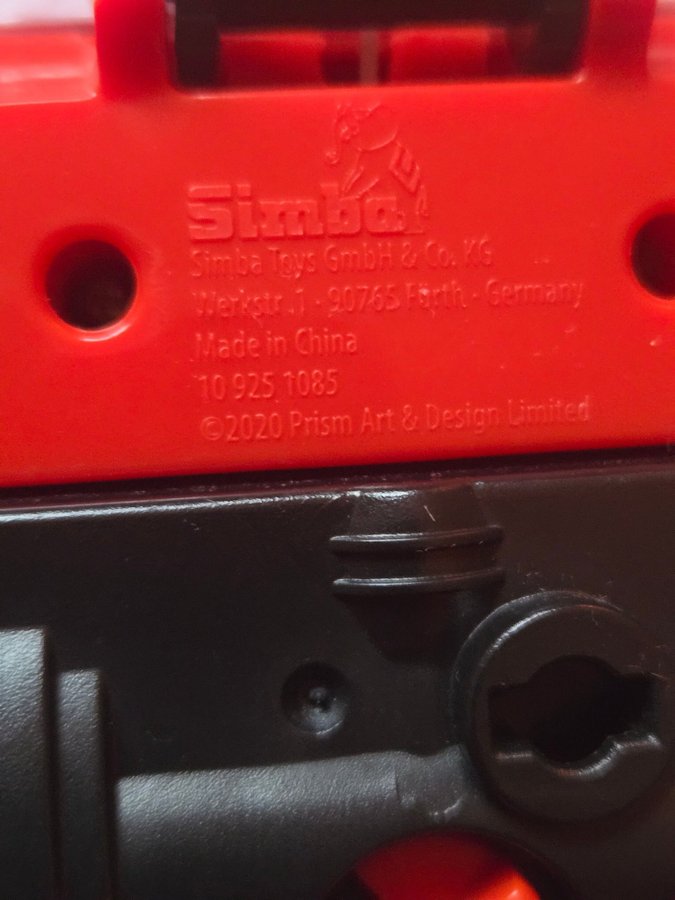 Simba
Simba Toys GmbH & Co. KG
Werkstr. 1 · 90765 Fürth · Germany
Made in China
10 925 1085
©2020 Prism Art & Design Limited